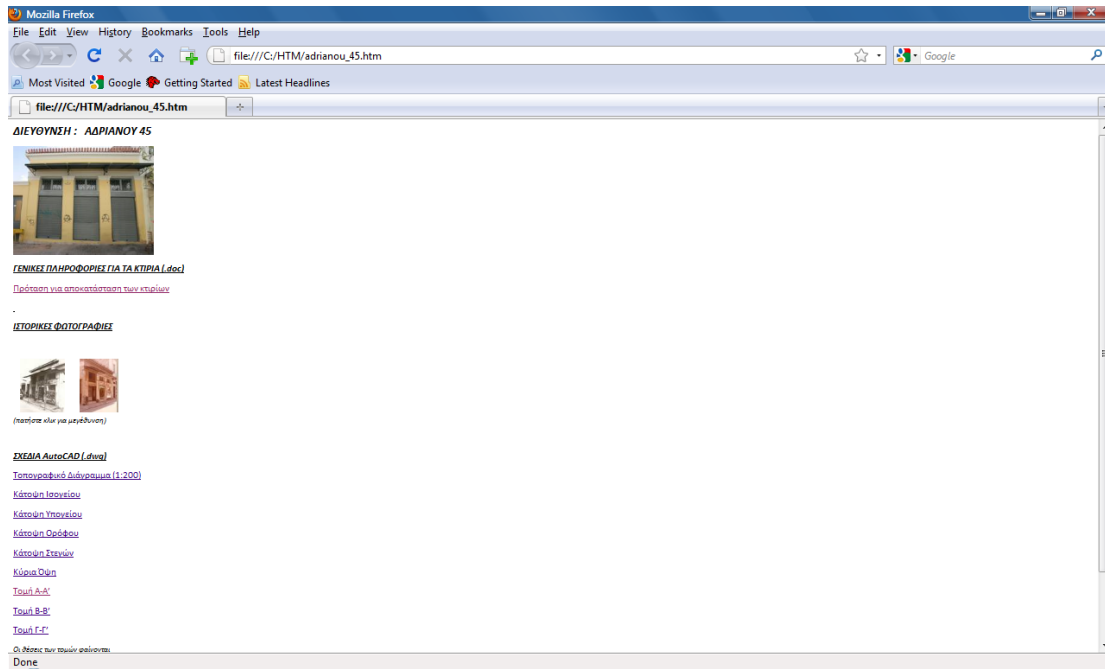 Mozilla Firefox
File Edit View History Bookmarks Tools Help
file:///C:/HTM/adrianou_45.htm
Google
Most Visited Google Getting Started Latest Headlines
file:///C:/HTM/adrianou_45.htm
ΔΙΕΥΘΥΝΣΗ : ΑΔΡΙΑΝΟΥ 45
ΓΕΝΙΚΕΣ ΠΛΗΡΟΦΟΡΙΕΣ ΓΙΑ ΤΑ ΚΤΙΡΙΑ (.doc)
Πρόταση για αποκατάσταση των κτιρίων
ΙΣΤΟΡΙΚΕΣ ΦΩΤΟΓΡΑΦΙΕΣ
(πατήστε κλικ για μεγέθυνση)
ΣΧΕΔΙΑ AutoCAD (.dwg)
Τοπογραφικό Διάγραμμα (1:200)
Κάτοψη Ισογείου
Κάτοψη Υπογείου
Κάτοψη Ορόφου
Κάτοψη Στεγών
Κύρια Όψη
Τομή Α-Α'
Τομή Β-Β'
Τομή Γ-Γ'
Οι θέσεις των τομών φαίνονται
Done